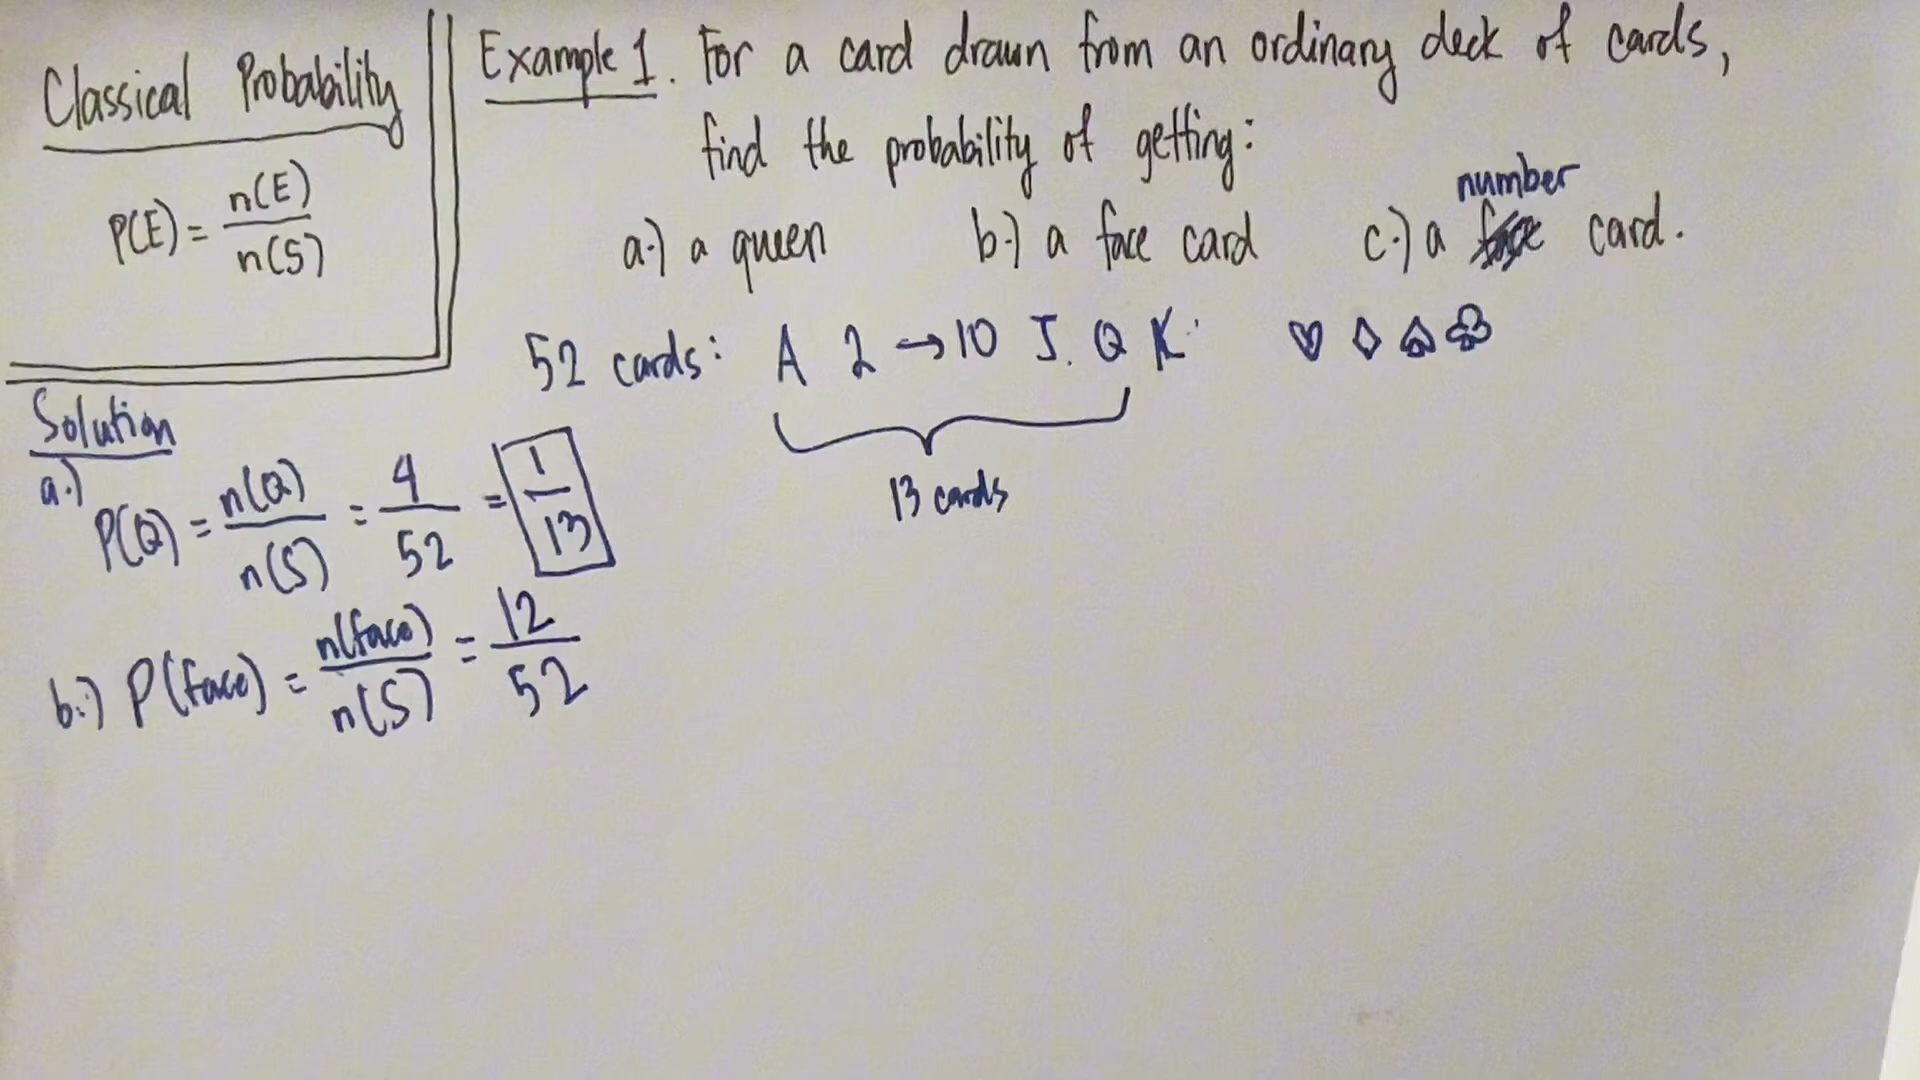 Classical Probability
P(E) = n(E) / n(S)
Example 1. For a card drawn from an ordinary deck of cards,
find the probability of getting:
number
a.) a queen b.) a face card c.) a face card.
52 cards: A 2 → 10 J Q K ♡ ♢ ♤ ♧
13 cards
Solution
a.) P(Q) = n(Q) / n(S) = 4 / 52 = 1 / 13
b.) P(face) = n(face) / n(S) = 12 / 52